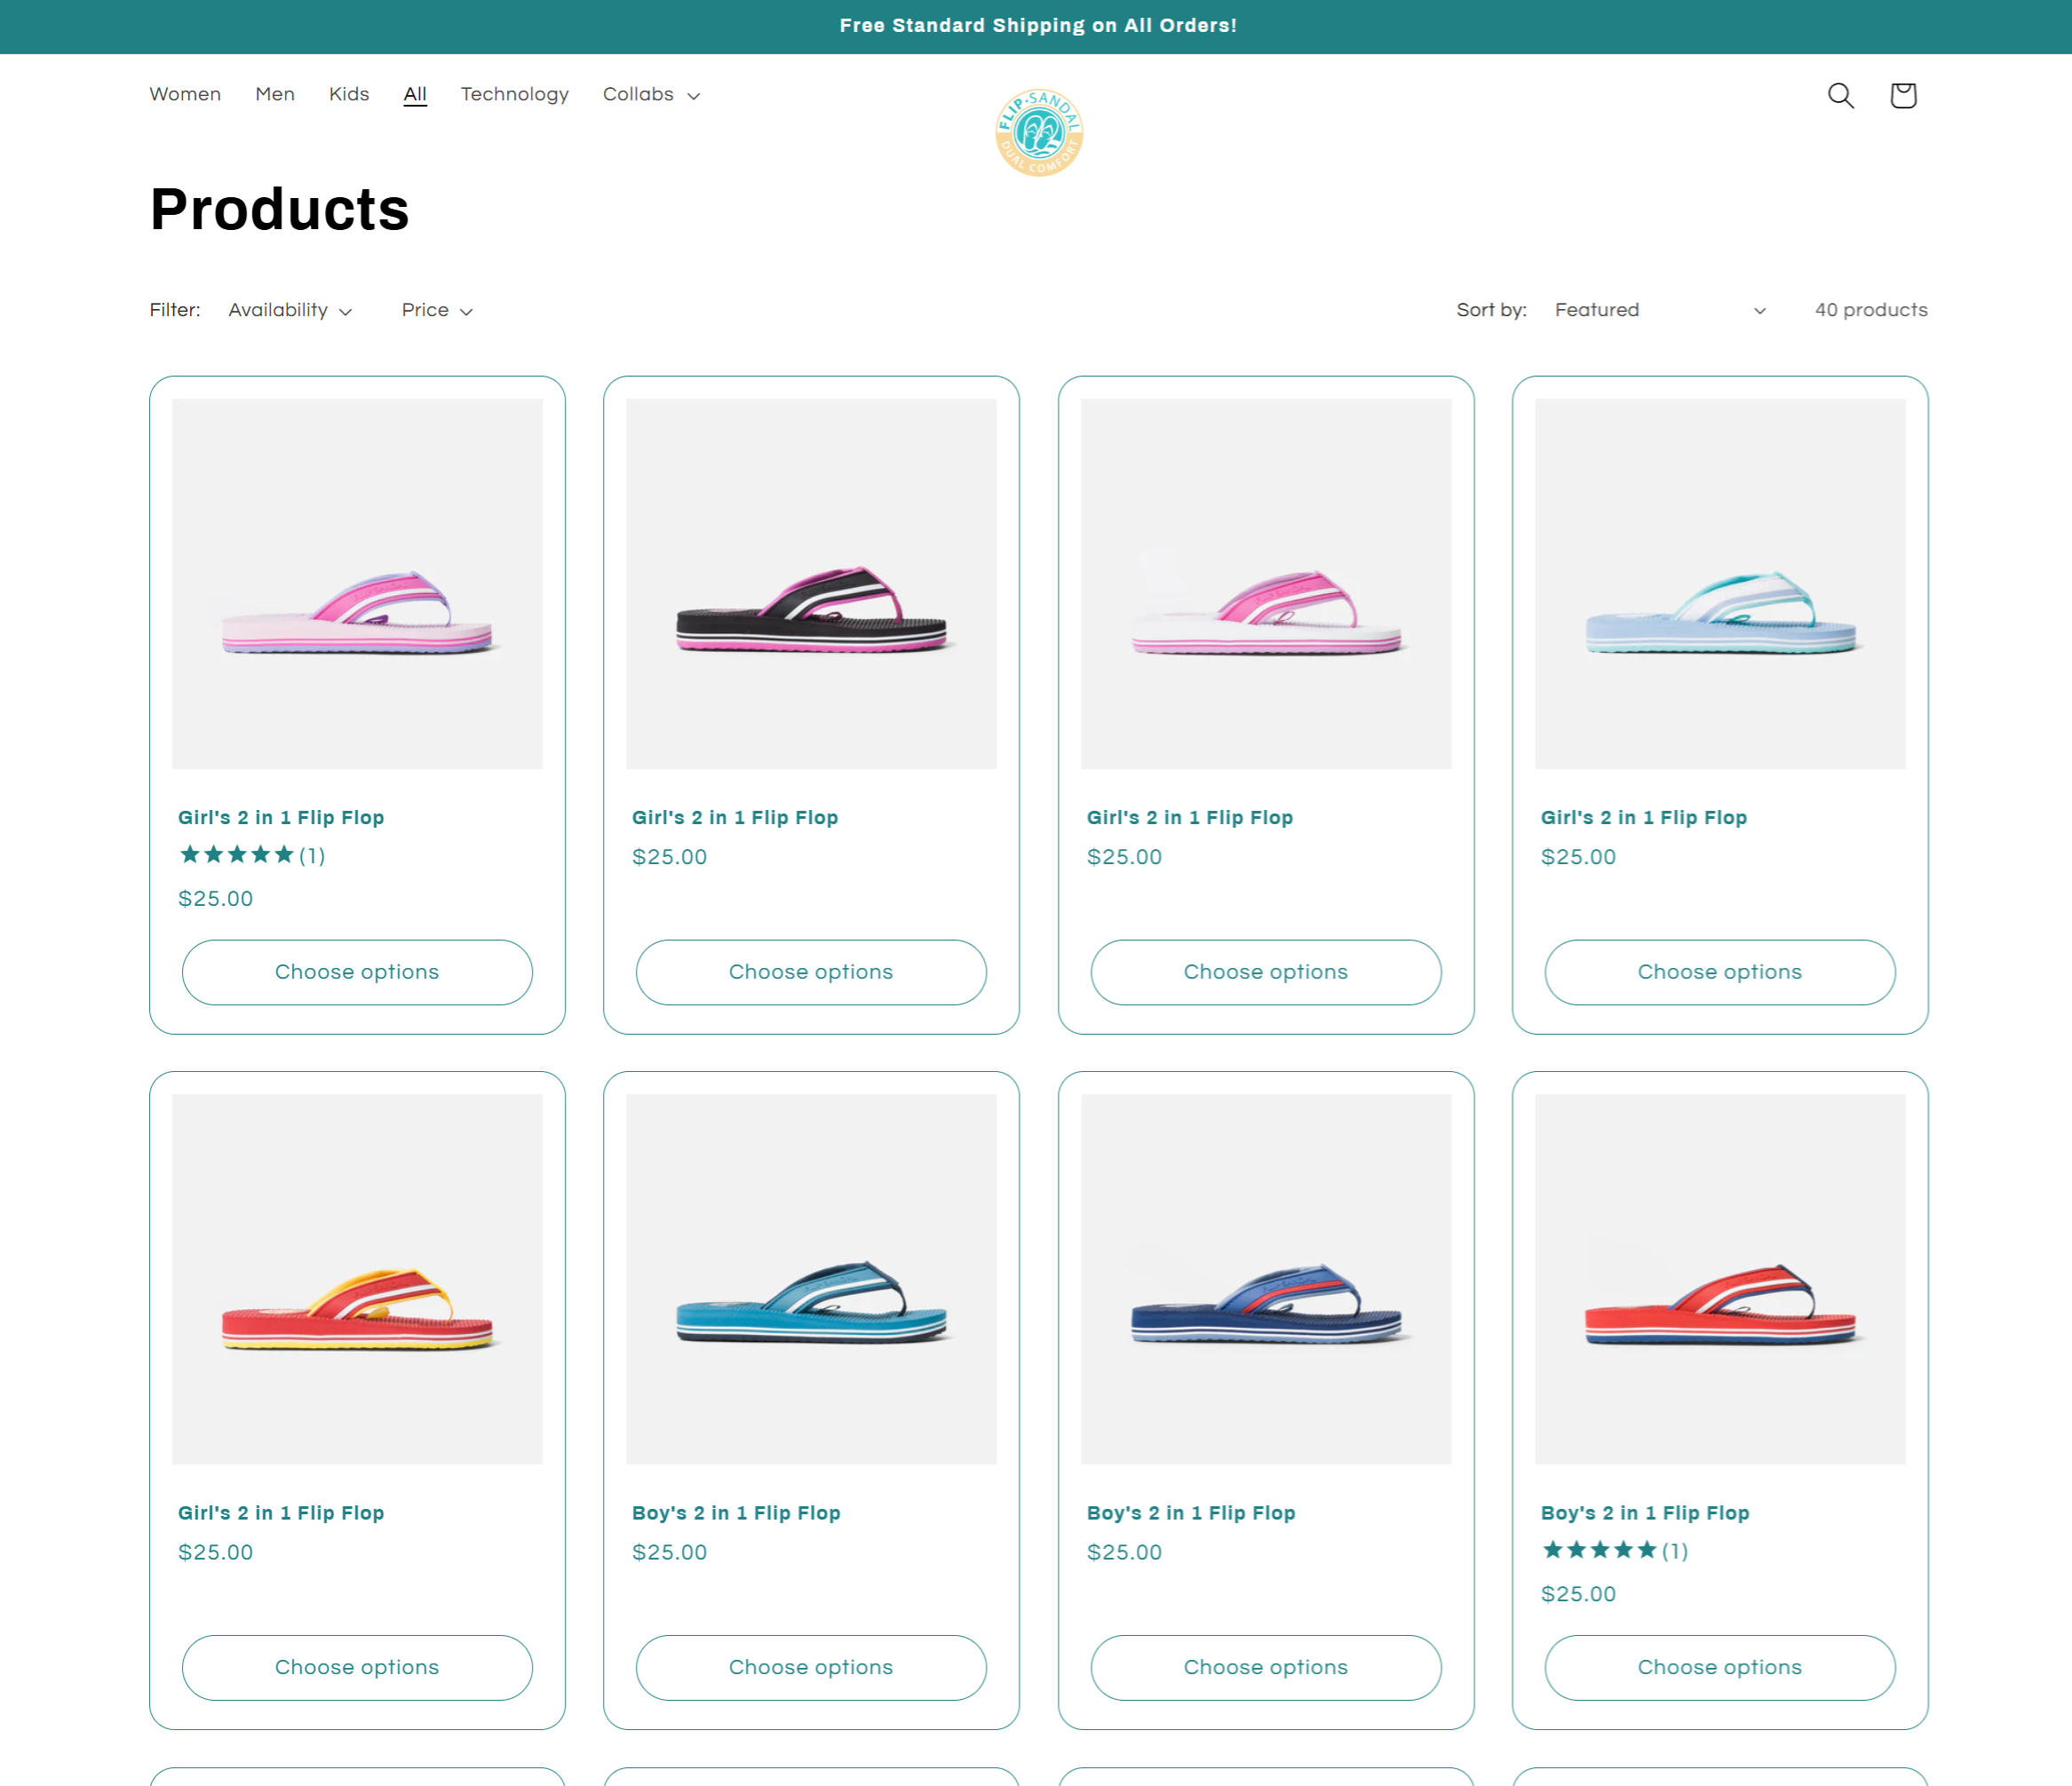 Free Standard Shipping on All Orders!
Women Men Kids All Technology Collabs
FLIP-SANDAL
DUAL COMFORT
Products
Filter: Availability Price Sort by: Featured 40 products
Girl's 2 in 1 Flip Flop
(1)
$25.00
Choose options
Girl's 2 in 1 Flip Flop
$25.00
Choose options
Girl's 2 in 1 Flip Flop
$25.00
Choose options
Girl's 2 in 1 Flip Flop
$25.00
Choose options
Girl's 2 in 1 Flip Flop
$25.00
Choose options
Boy's 2 in 1 Flip Flop
$25.00
Choose options
Boy's 2 in 1 Flip Flop
$25.00
Choose options
Boy's 2 in 1 Flip Flop
(1)
$25.00
Choose options